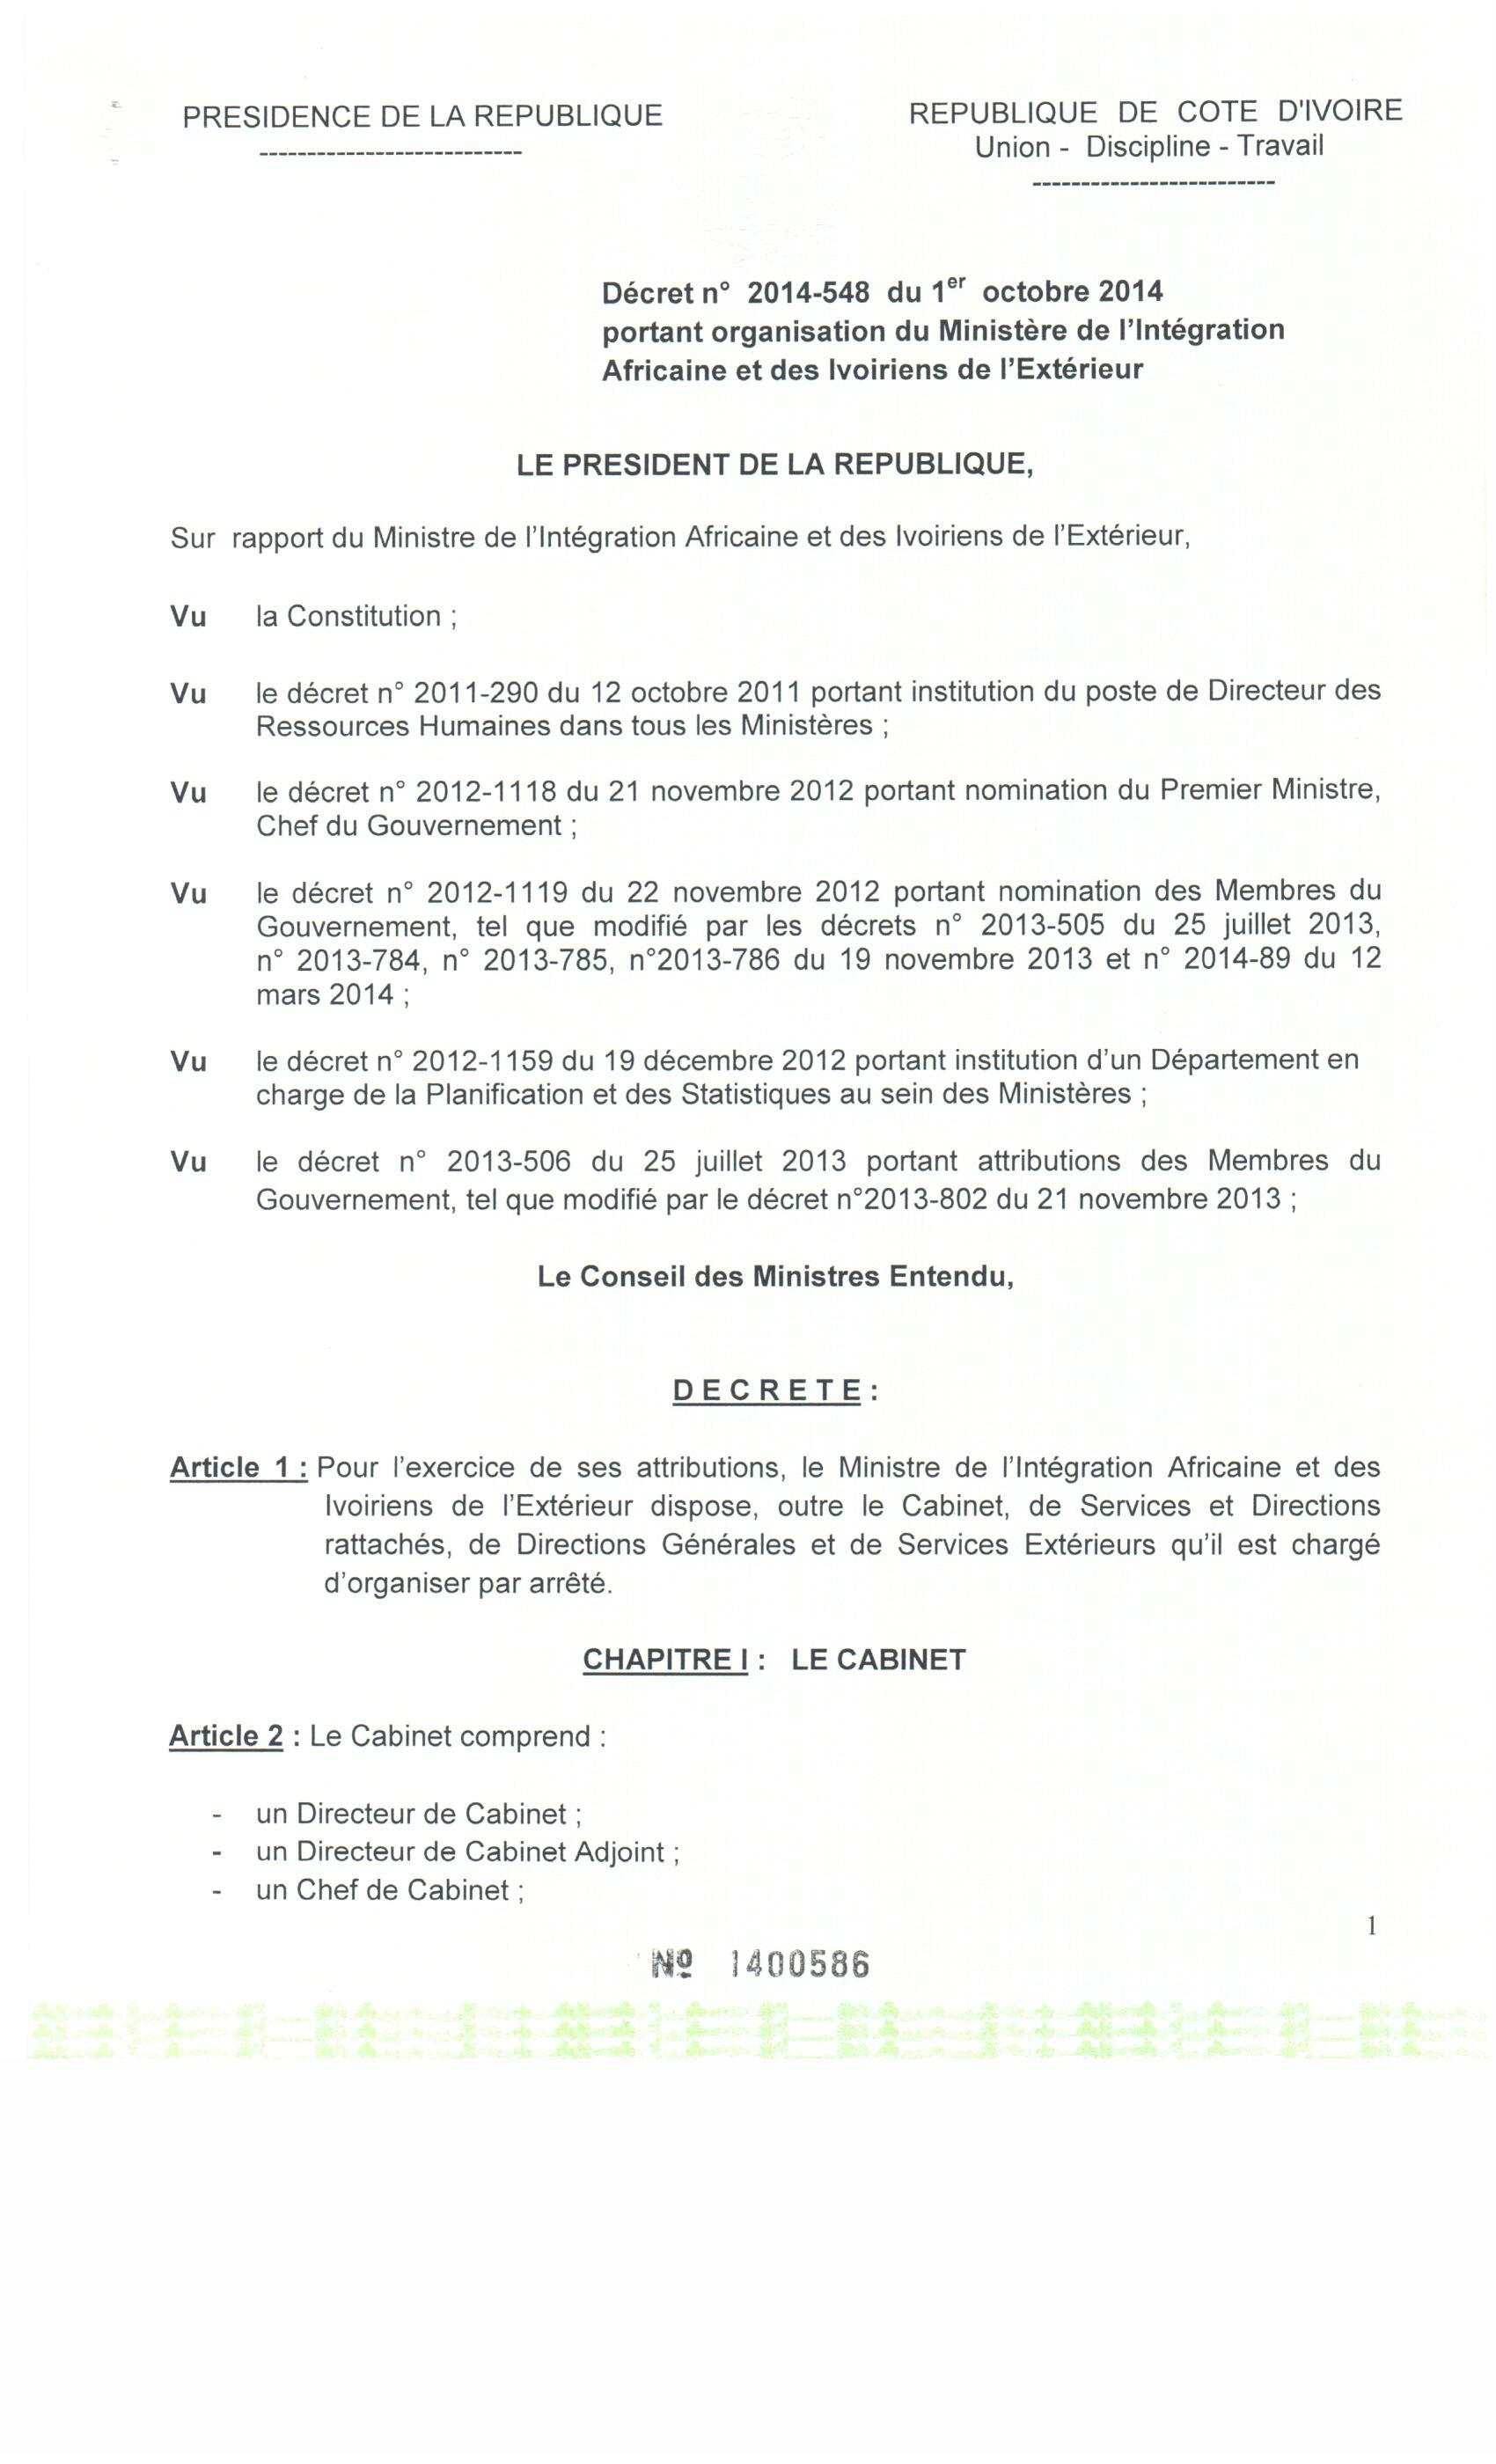 PRESIDENCE DE LA REPUBLIQUE
--------------------------
REPUBLIQUE DE COTE D'IVOIRE
Union - Discipline - Travail
------------------------
Décret n° 2014-548 du 1er octobre 2014
portant organisation du Ministère de l'Intégration
Africaine et des Ivoiriens de l'Extérieur
LE PRESIDENT DE LA REPUBLIQUE,
Sur rapport du Ministre de l'Intégration Africaine et des Ivoiriens de l'Extérieur,
Vu la Constitution ;
Vu le décret n° 2011-290 du 12 octobre 2011 portant institution du poste de Directeur des
Ressources Humaines dans tous les Ministères ;
Vu le décret n° 2012-1118 du 21 novembre 2012 portant nomination du Premier Ministre,
Chef du Gouvernement ;
Vu le décret n° 2012-1119 du 22 novembre 2012 portant nomination des Membres du
Gouvernement, tel que modifié par les décrets n° 2013-505 du 25 juillet 2013,
n° 2013-784, n° 2013-785, n°2013-786 du 19 novembre 2013 et n° 2014-89 du 12
mars 2014 ;
Vu le décret n° 2012-1159 du 19 décembre 2012 portant institution d'un Département en
charge de la Planification et des Statistiques au sein des Ministères ;
Vu le décret n° 2013-506 du 25 juillet 2013 portant attributions des Membres du
Gouvernement, tel que modifié par le décret n°2013-802 du 21 novembre 2013 ;
Le Conseil des Ministres Entendu,
D E C R E T E :
Article 1 : Pour l'exercice de ses attributions, le Ministre de l'Intégration Africaine et des
Ivoiriens de l'Extérieur dispose, outre le Cabinet, de Services et Directions
rattachés, de Directions Générales et de Services Extérieurs qu'il est chargé
d'organiser par arrêté.
CHAPITRE I : LE CABINET
Article 2 : Le Cabinet comprend :
- un Directeur de Cabinet ;
- un Directeur de Cabinet Adjoint ;
- un Chef de Cabinet ;
1
Nº 1400586